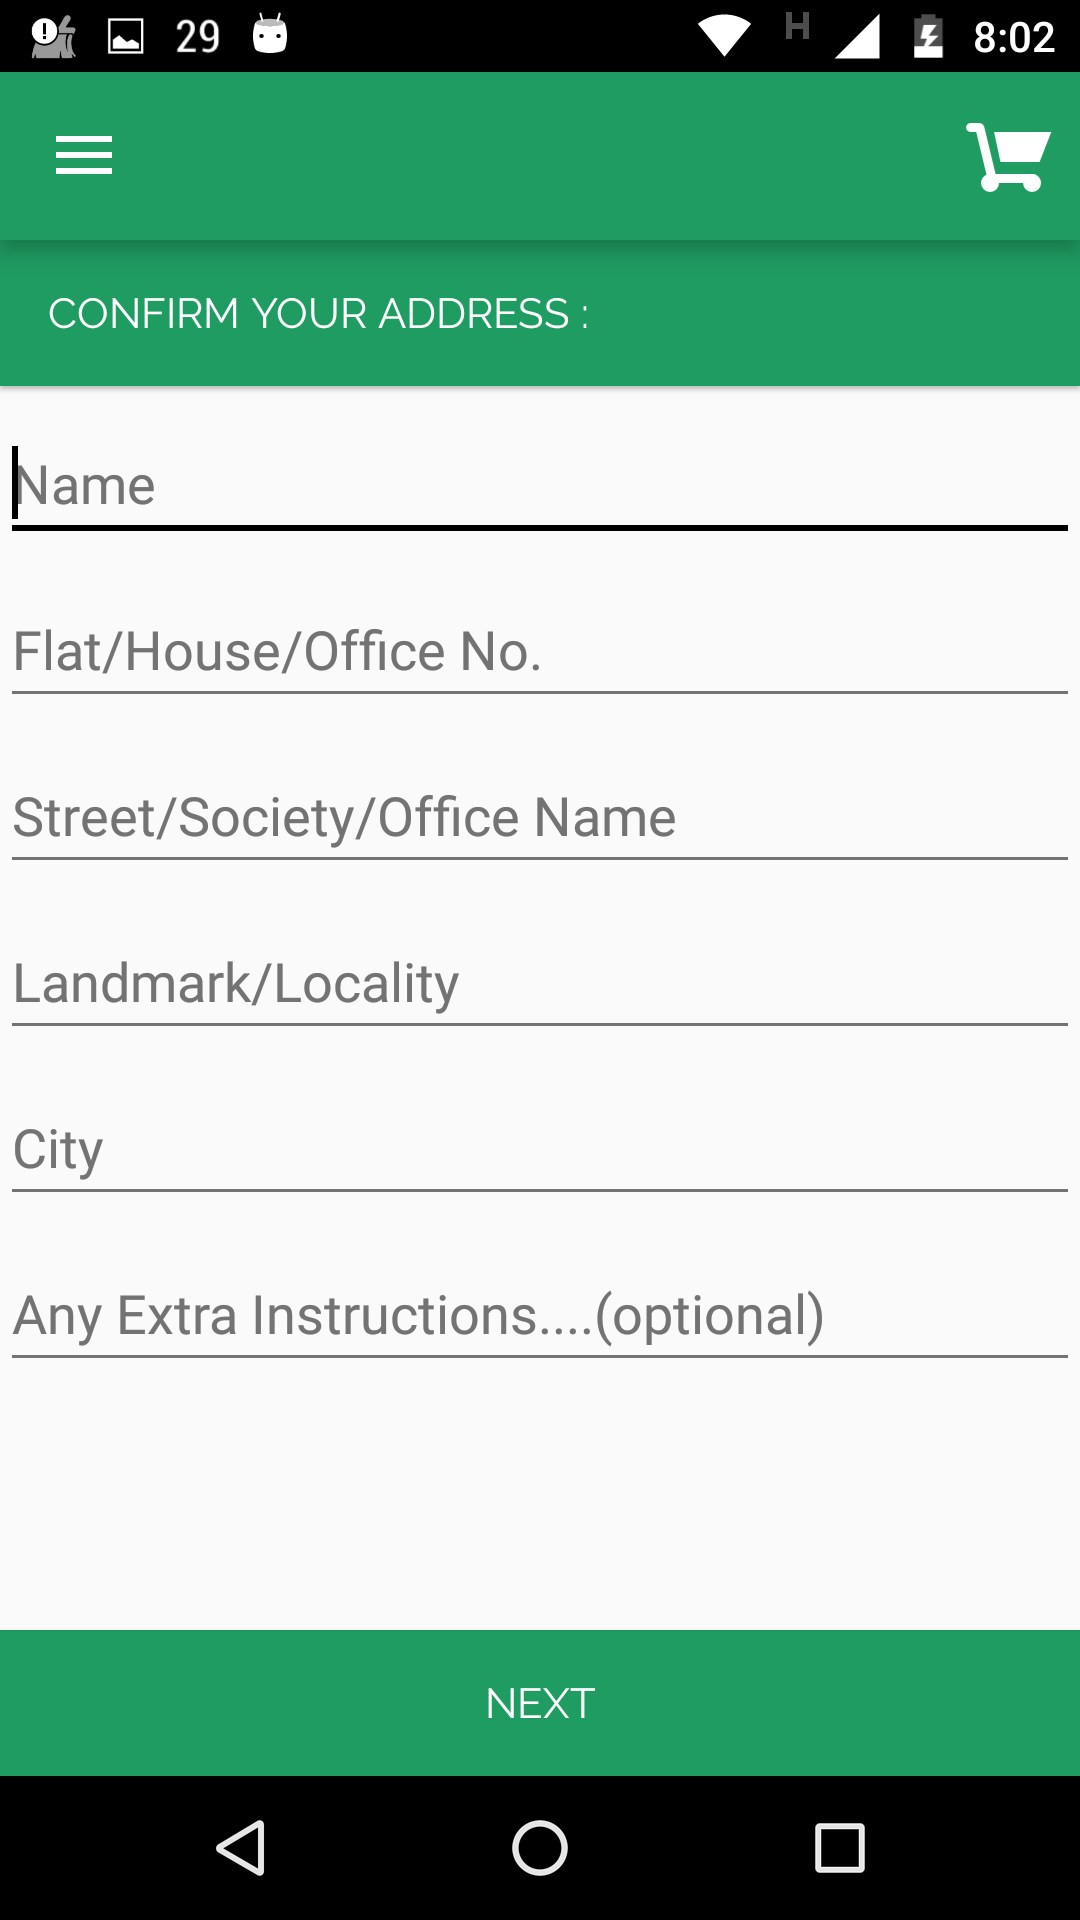 29 H 8:02
CONFIRM YOUR ADDRESS :
Name
Flat/House/Office No.
Street/Society/Office Name
Landmark/Locality
City
Any Extra Instructions....(optional)
NEXT